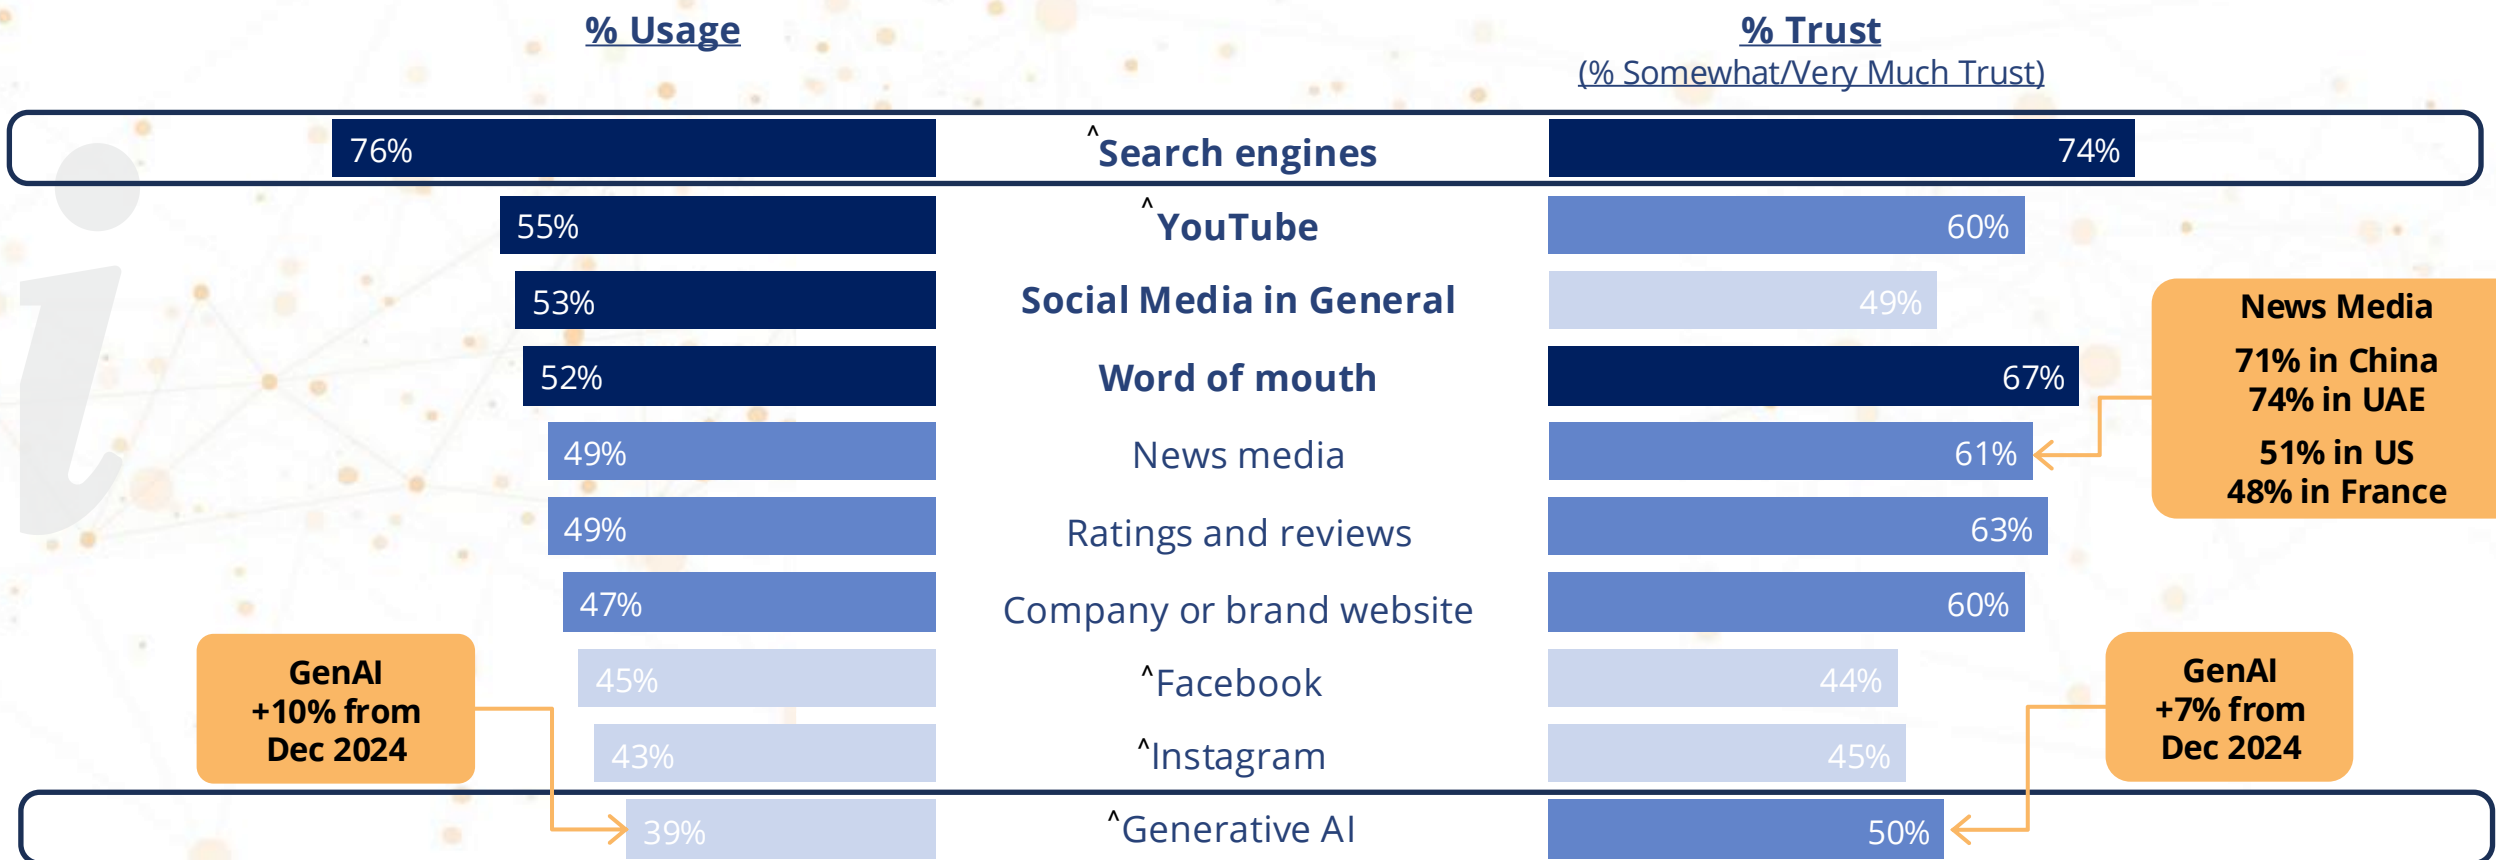 % Usage
% Trust
(% Somewhat/Very Much Trust)
76%
^Search engines
74%
55%
^YouTube
60%
53%
Social Media in General
49%
52%
Word of mouth
67%
49%
News media
61%
49%
Ratings and reviews
63%
47%
Company or brand website
60%
45%
^Facebook
44%
43%
^Instagram
45%
39%
^Generative AI
50%
News Media
71% in China
74% in UAE
51% in US
48% in France
GenAI
+10% from
Dec 2024
GenAI
+7% from
Dec 2024